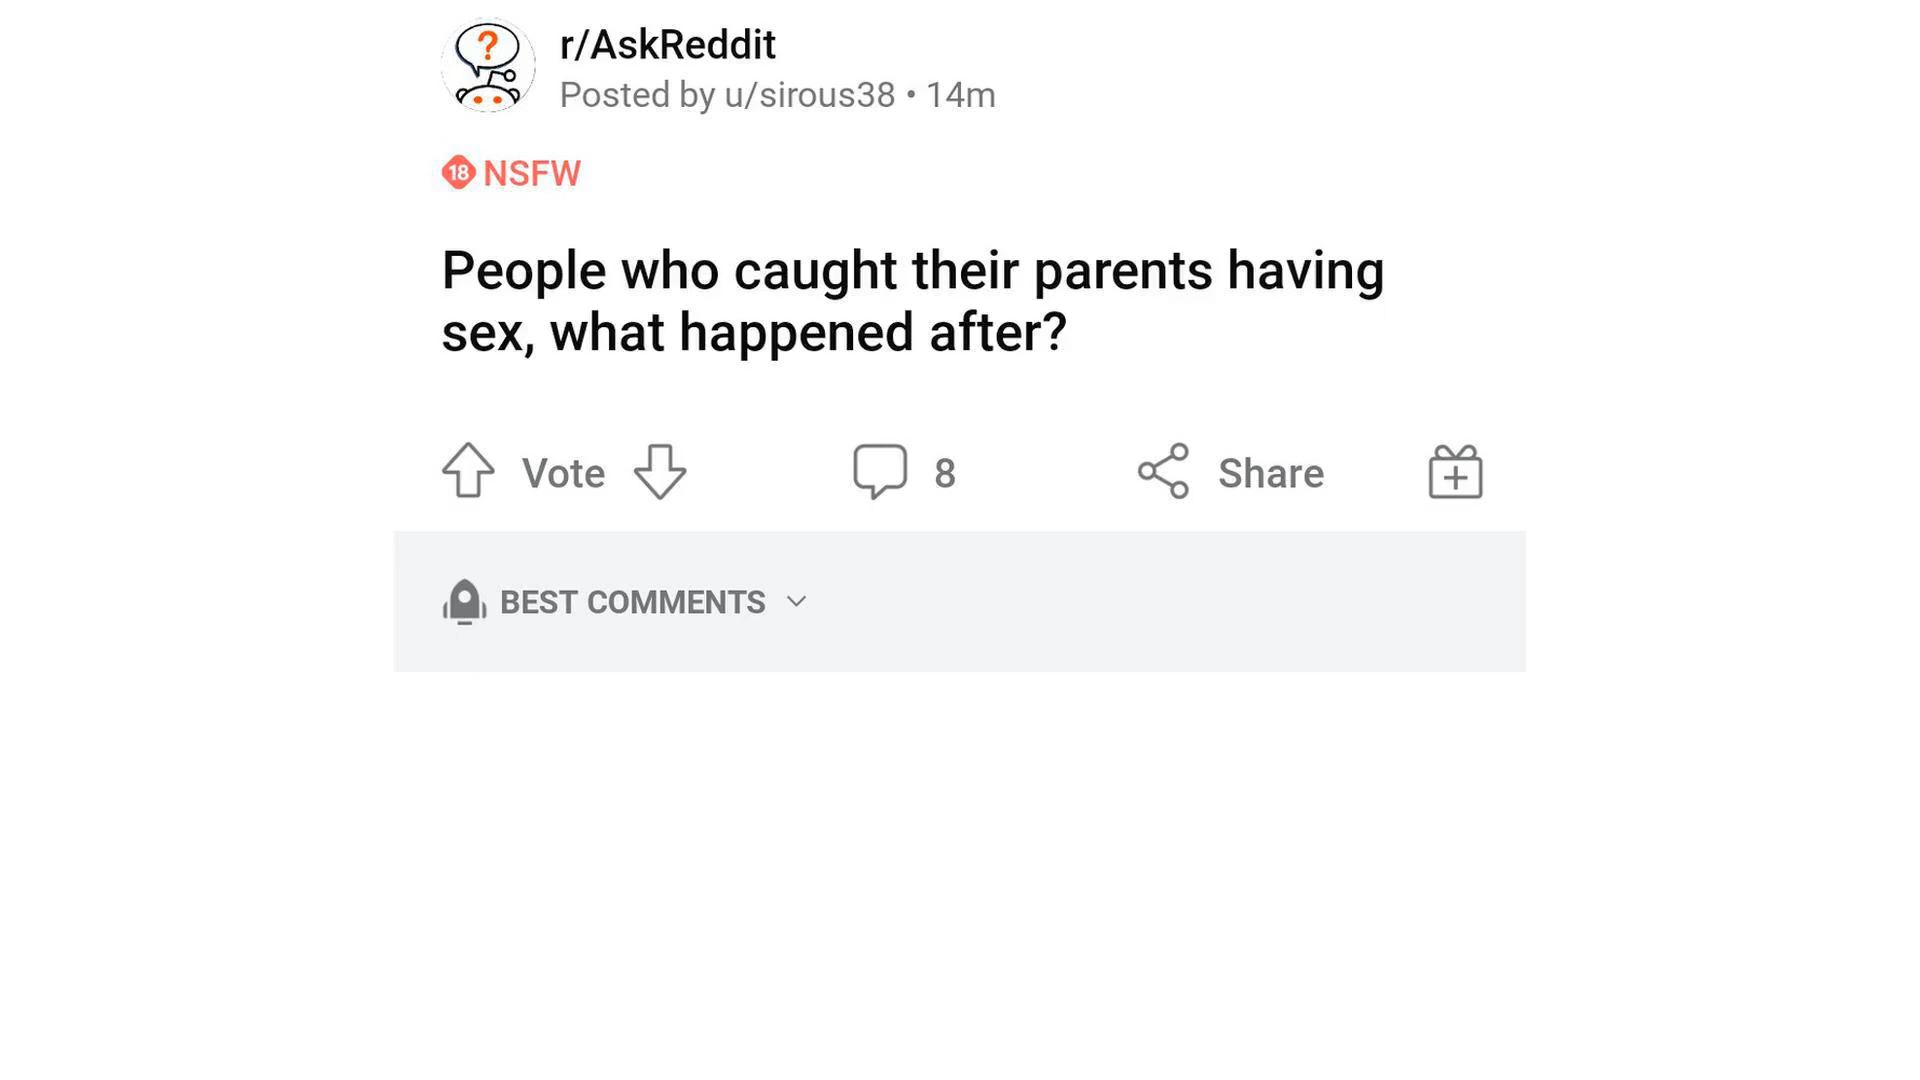 ?
r/AskReddit
Posted by u/sirous38 • 14m
18 NSFW
People who caught their parents having
sex, what happened after?
Vote 8 Share
BEST COMMENTS